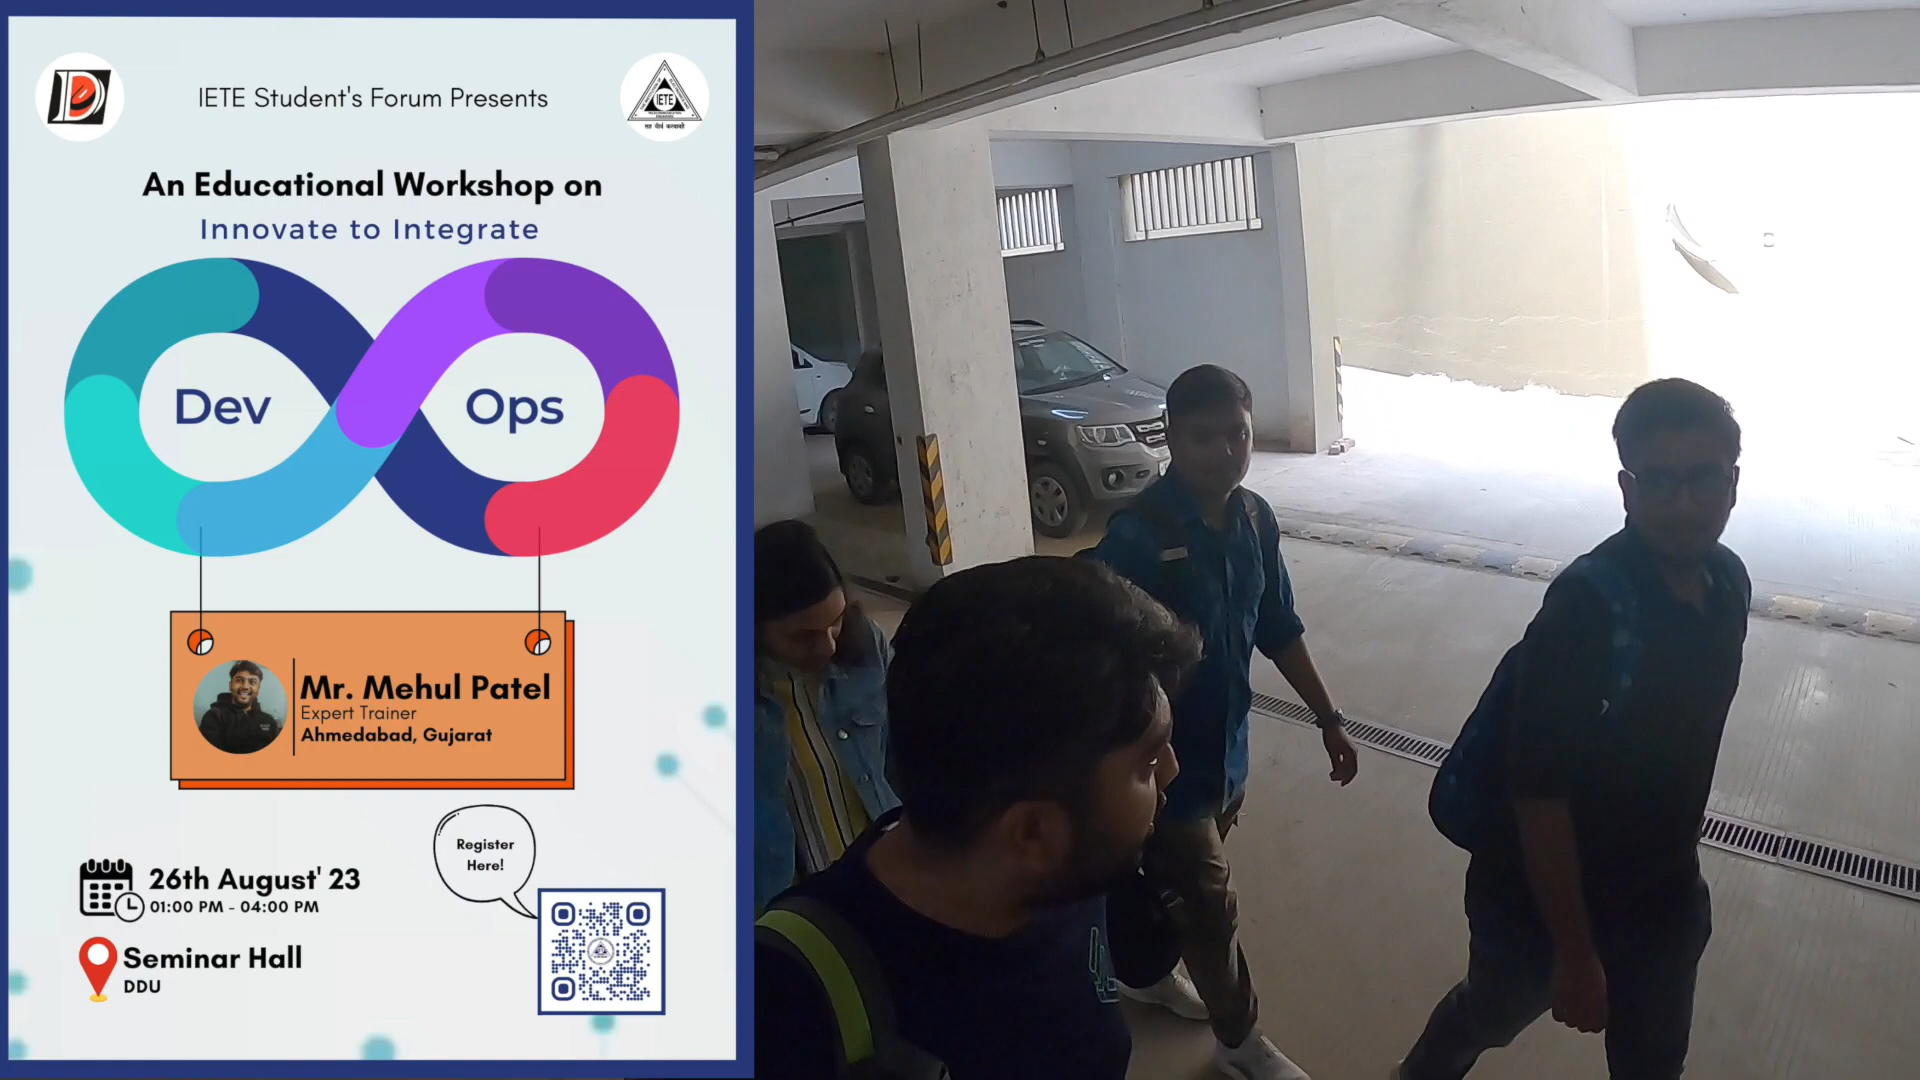 IETE Student's Forum Presents
IETE
An Educational Workshop on
Innovate to Integrate
Dev
Ops
Mr. Mehul Patel
Expert Trainer
Ahmedabad, Gujarat
Register
Here!
26th August' 23
01:00 PM - 04:00 PM
Seminar Hall
DDU